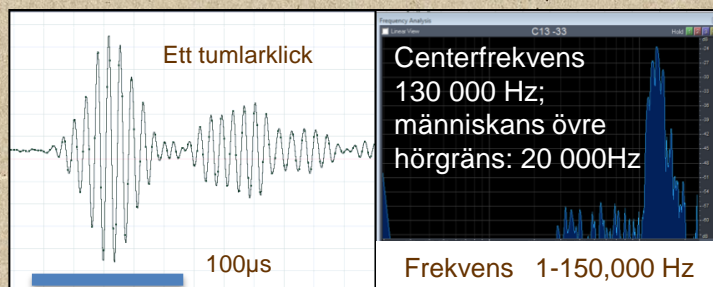 Ett tumlarklick
100µs
Frequency Analysis
Linear View
C13 -33
Hold
Centerfrekvens
130 000 Hz;
människans övre
hörgräns: 20 000Hz
Frekvens 1-150,000 Hz